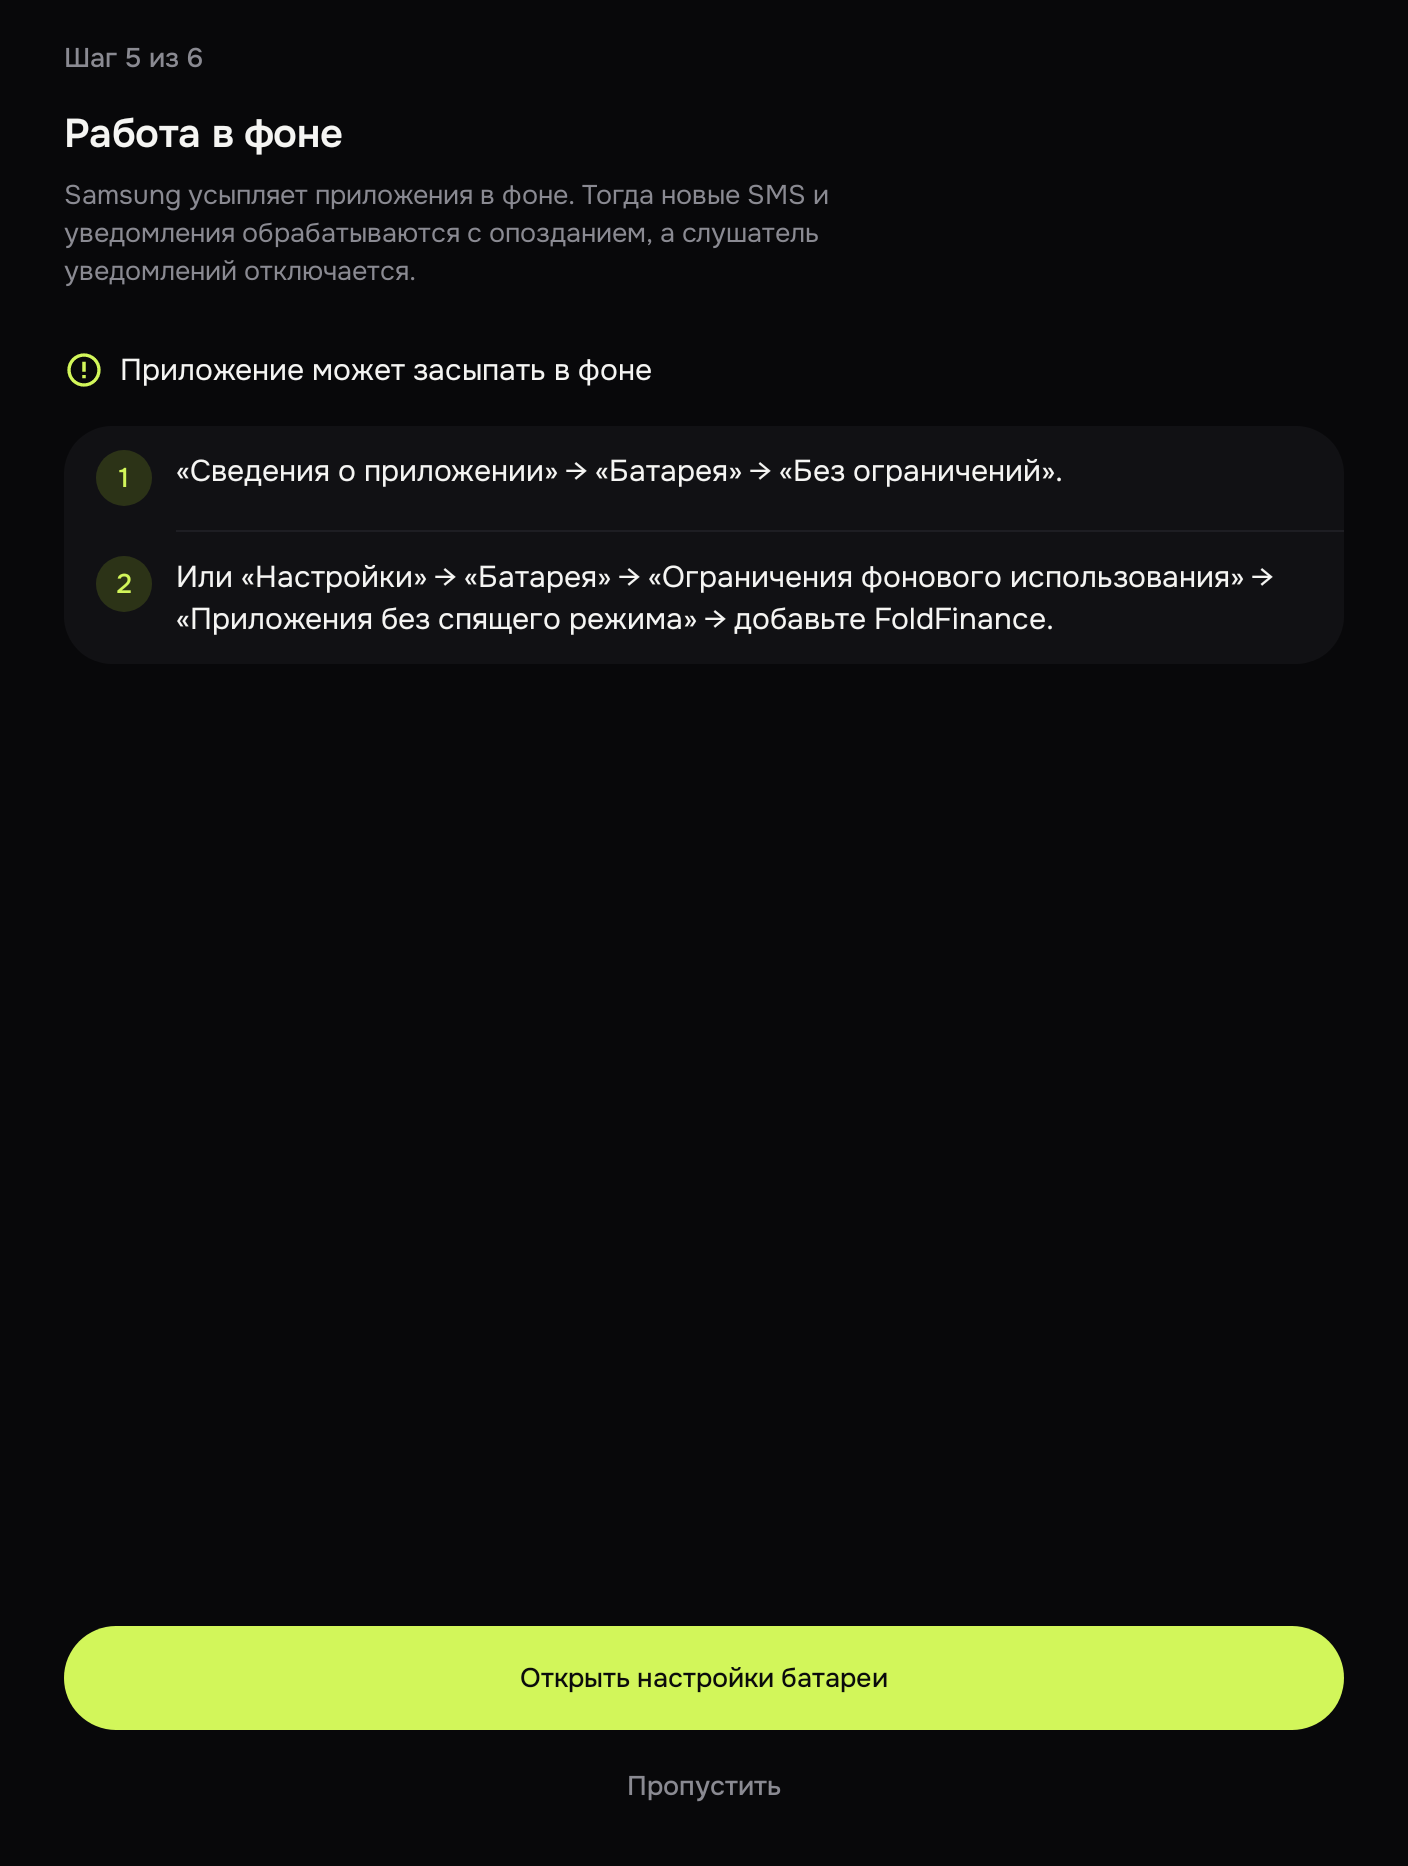 Шаг 5 из 6
Работа в фоне
Samsung усыпляет приложения в фоне. Тогда новые SMS и
уведомления обрабатываются с опозданием, а слушатель
уведомлений отключается.
Приложение может засыпать в фоне
1 «Сведения о приложении» → «Батарея» → «Без ограничений».
2 Или «Настройки» → «Батарея» → «Ограничения фонового использования» →
«Приложения без спящего режима» → добавьте FoldFinance.
Открыть настройки батареи
Пропустить